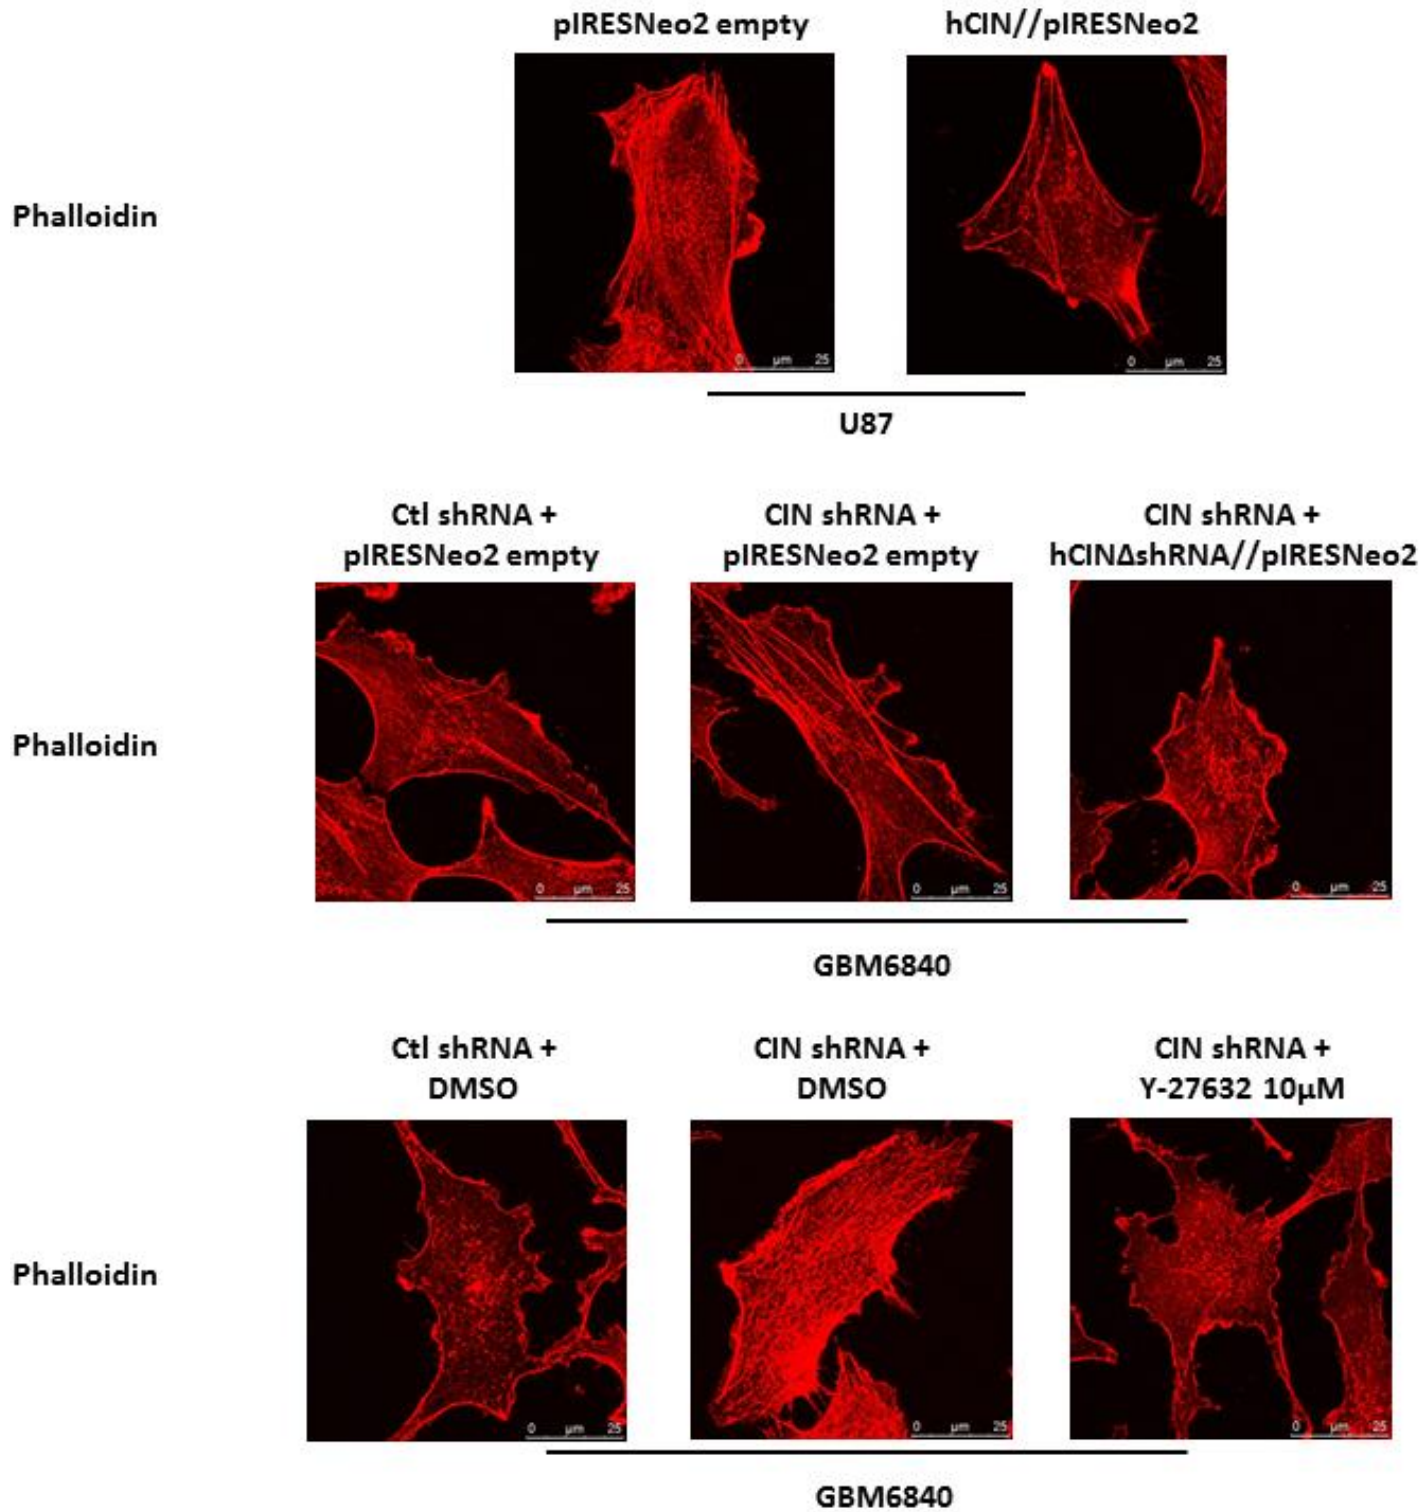 pIRESNeo2 empty
hCIN//pIRESNeo2
Phalloidin
0 µm 25
0 µm 25
U87
Ctl shRNA +
pIRESNeo2 empty
CIN shRNA +
pIRESNeo2 empty
CIN shRNA +
hCINΔshRNA//pIRESNeo2
Phalloidin
0 µm 25
0 µm 25
0 µm 25
GBM6840
Ctl shRNA +
DMSO
CIN shRNA +
DMSO
CIN shRNA +
Y-27632 10µM
Phalloidin
0 µm 25
0 µm 25
0 µm 25
GBM6840